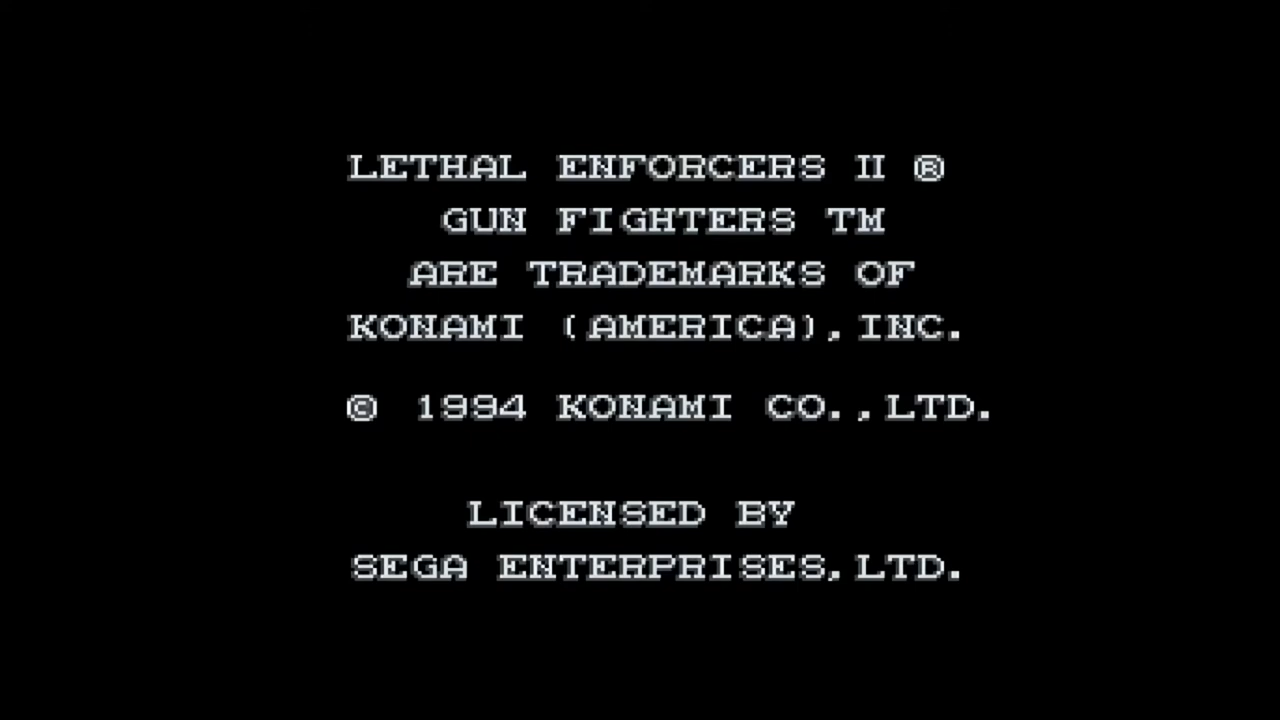 LETHAL ENFORCERS II ®
GUN FIGHTERS TM
ARE TRADEMARKS OF
KONAMI (AMERICA),INC.
© 1994 KONAMI CO.,LTD.
LICENSED BY
SEGA ENTERPRISES,LTD.